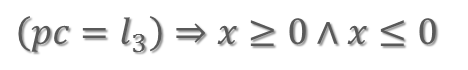 (pc = l₃) ⇒ x ≥ 0 ∧ x ≤ 0